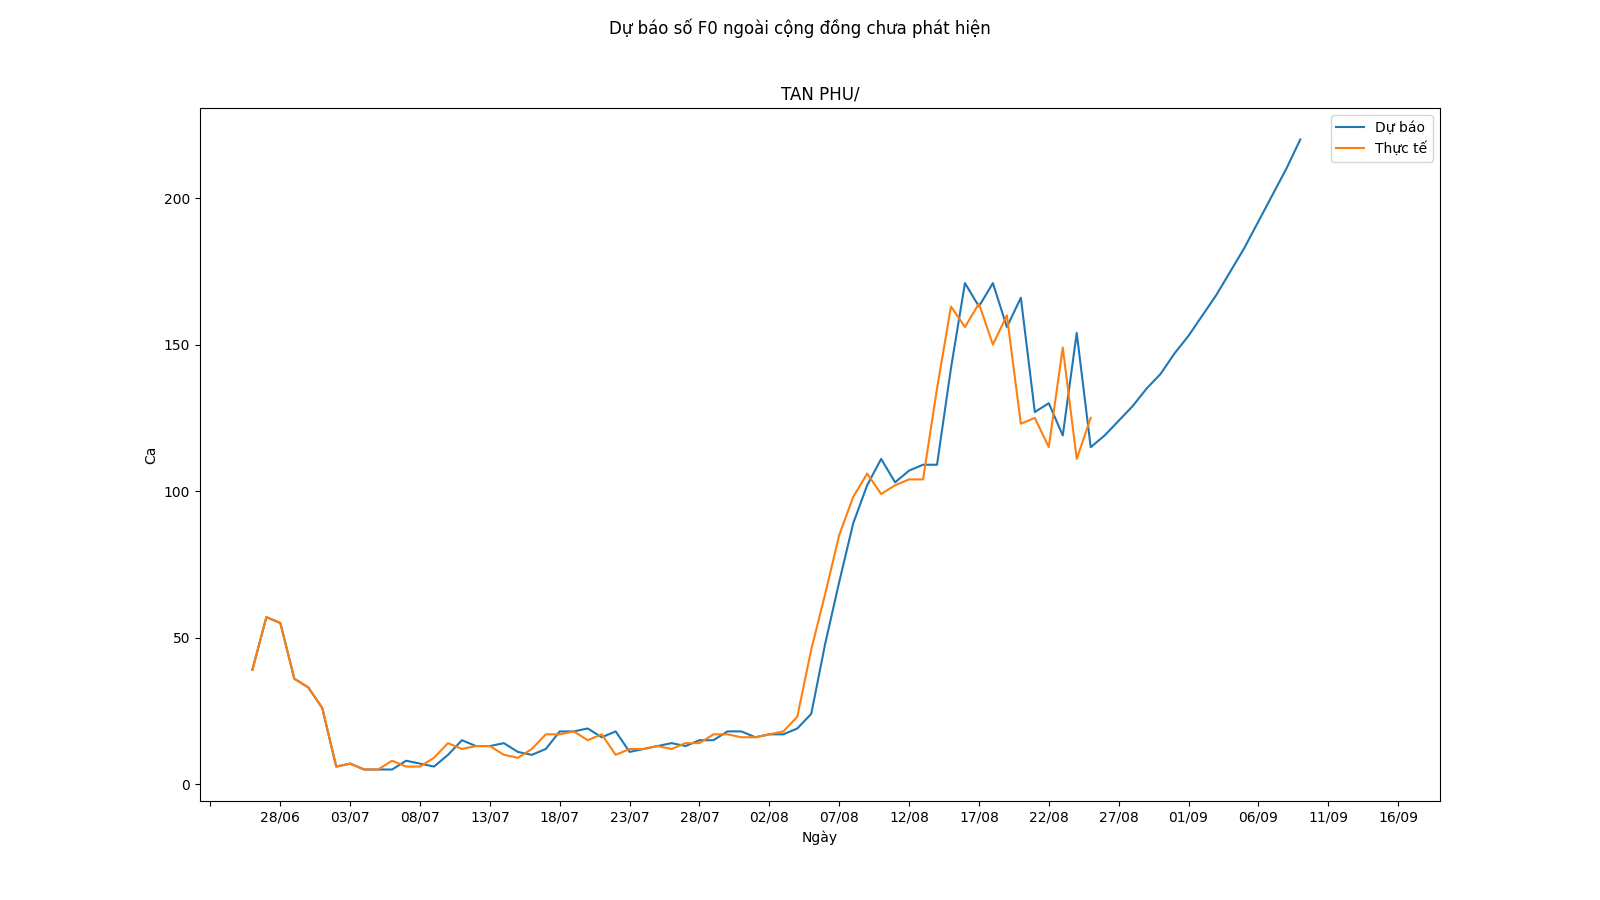 Dự báo số F0 ngoài cộng đồng chưa phát hiện
TAN PHU/
Dự báo
Thực tế
200
150
100
50
0
Ca
28/06 03/07 08/07 13/07 18/07 23/07 28/07 02/08 07/08 12/08 17/08 22/08 27/08 01/09 06/09 11/09 16/09
Ngày